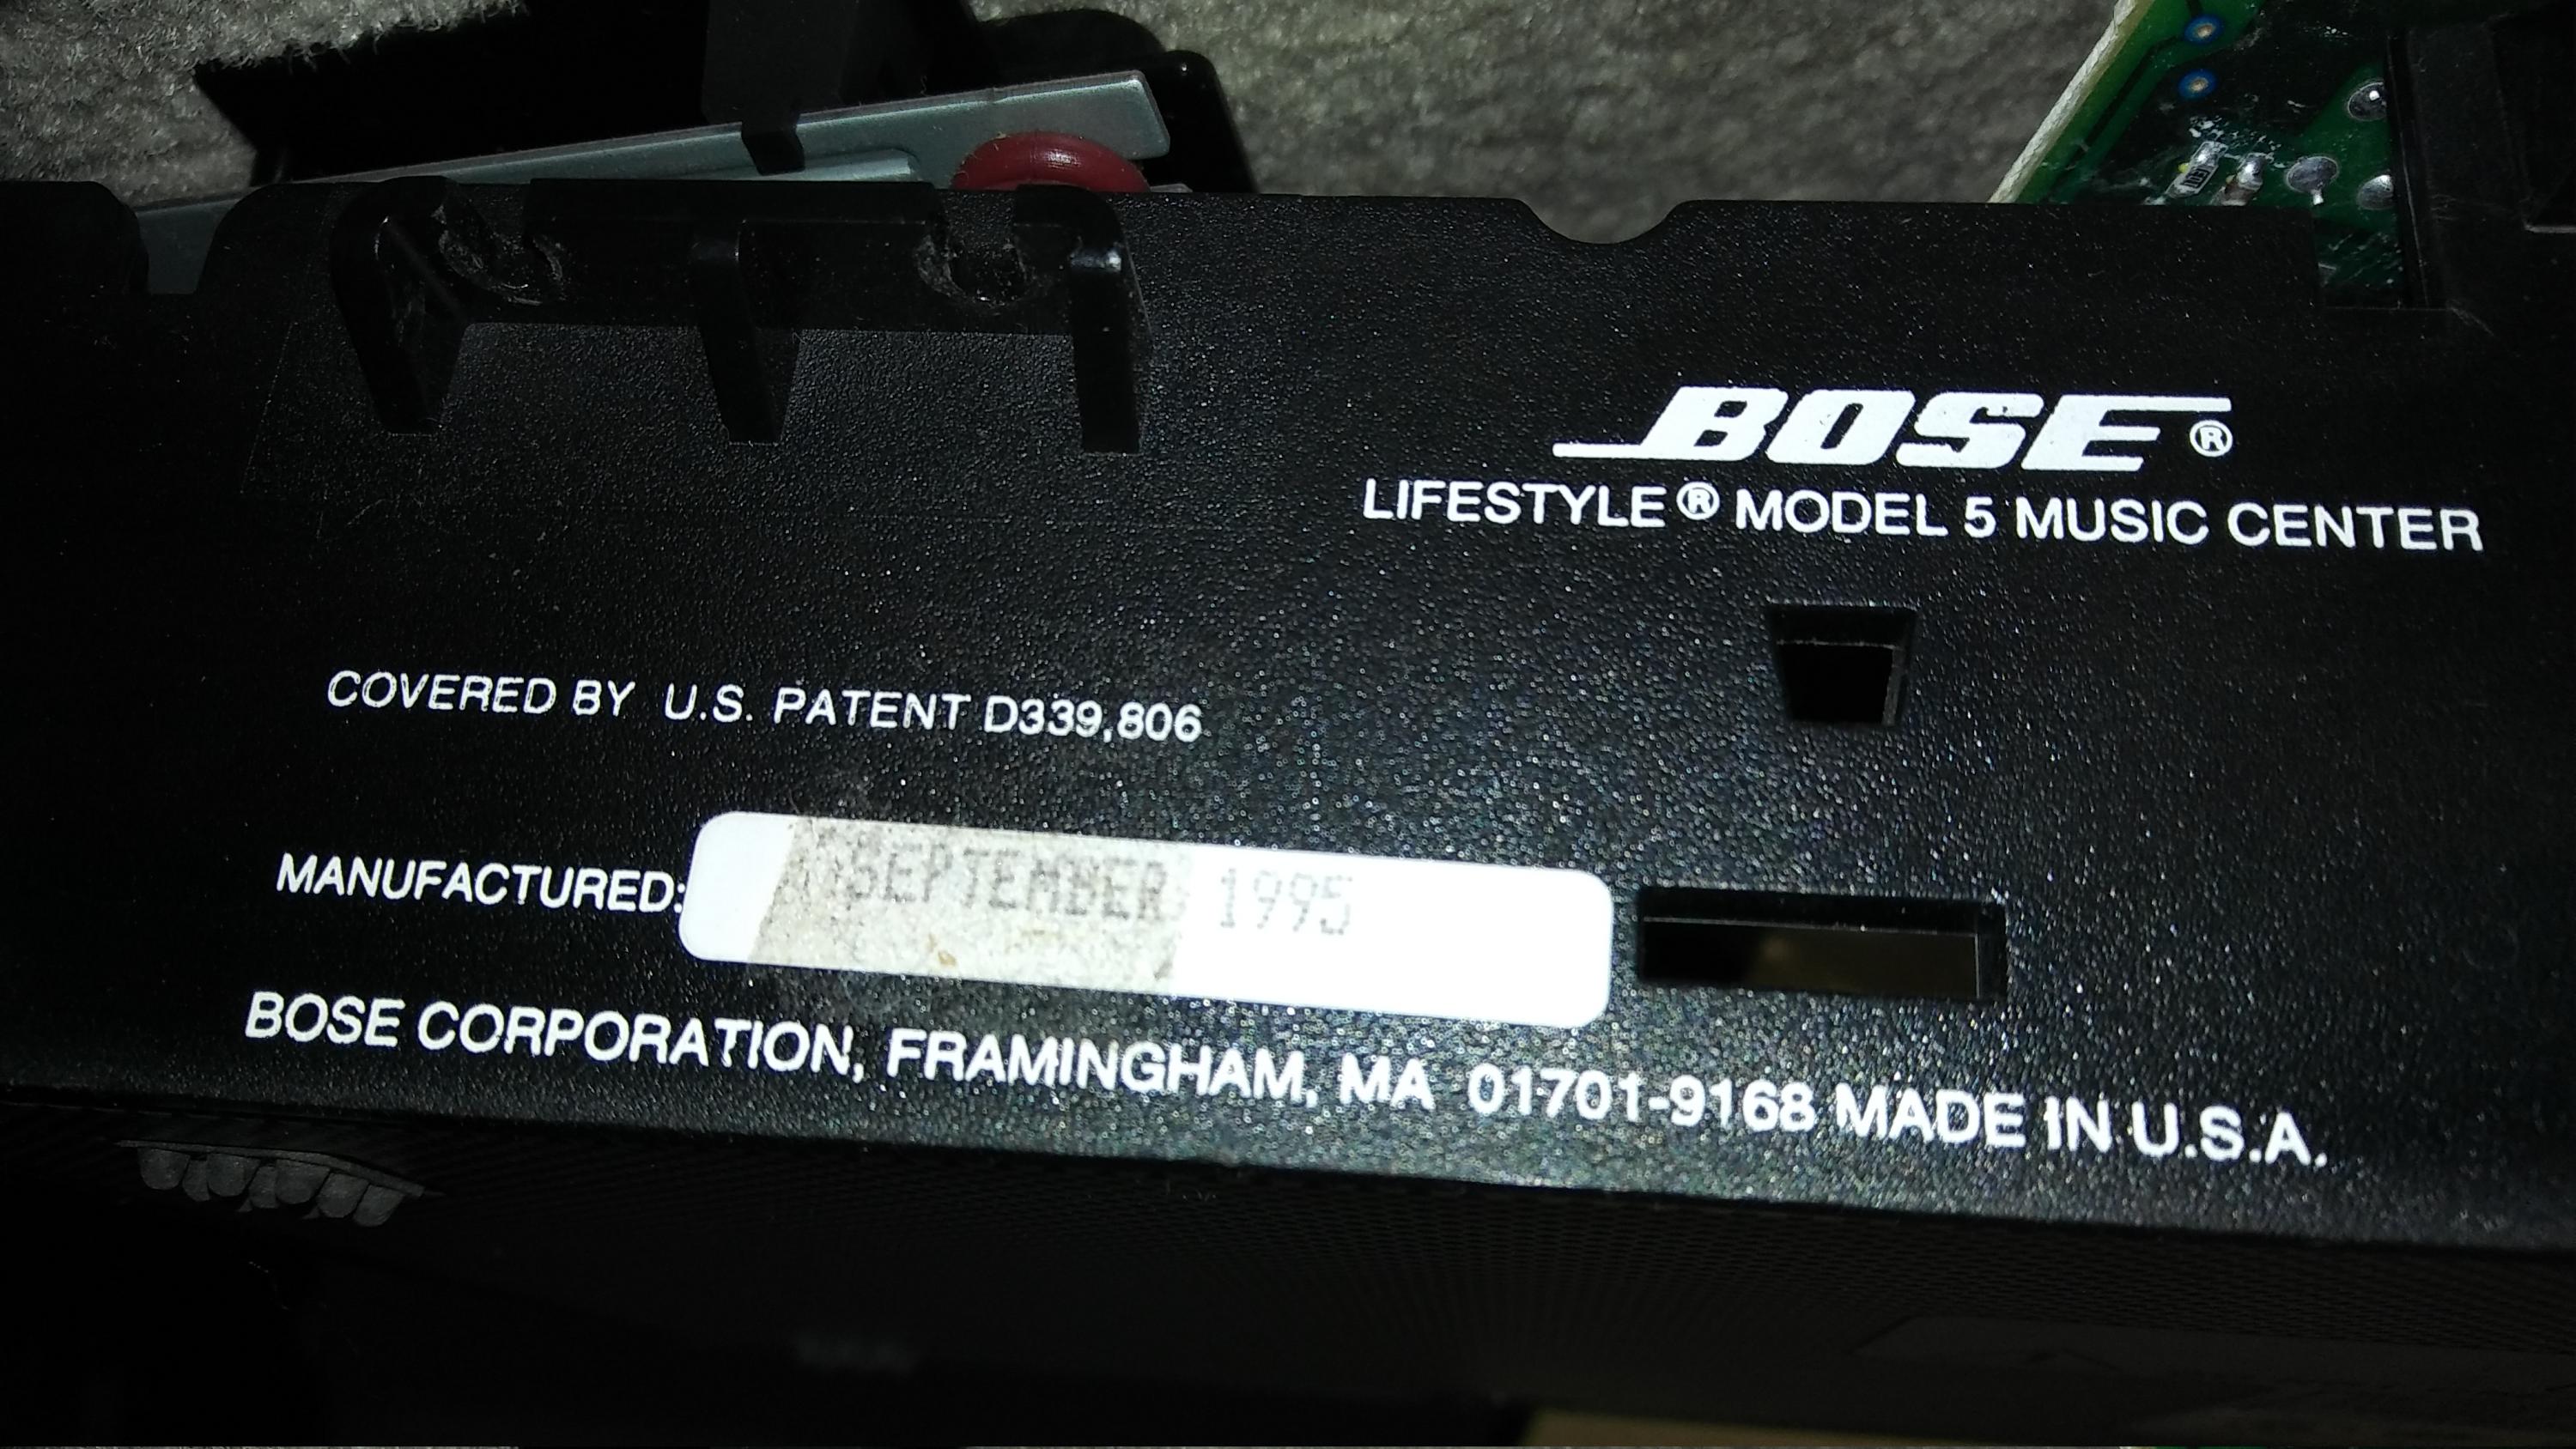 BOSE®
LIFESTYLE® MODEL 5 MUSIC CENTER
COVERED BY U.S. PATENT D339,806
MANUFACTURED: SEPTEMBER 1995
BOSE CORPORATION, FRAMINGHAM, MA 01701-9168 MADE IN U.S.A.